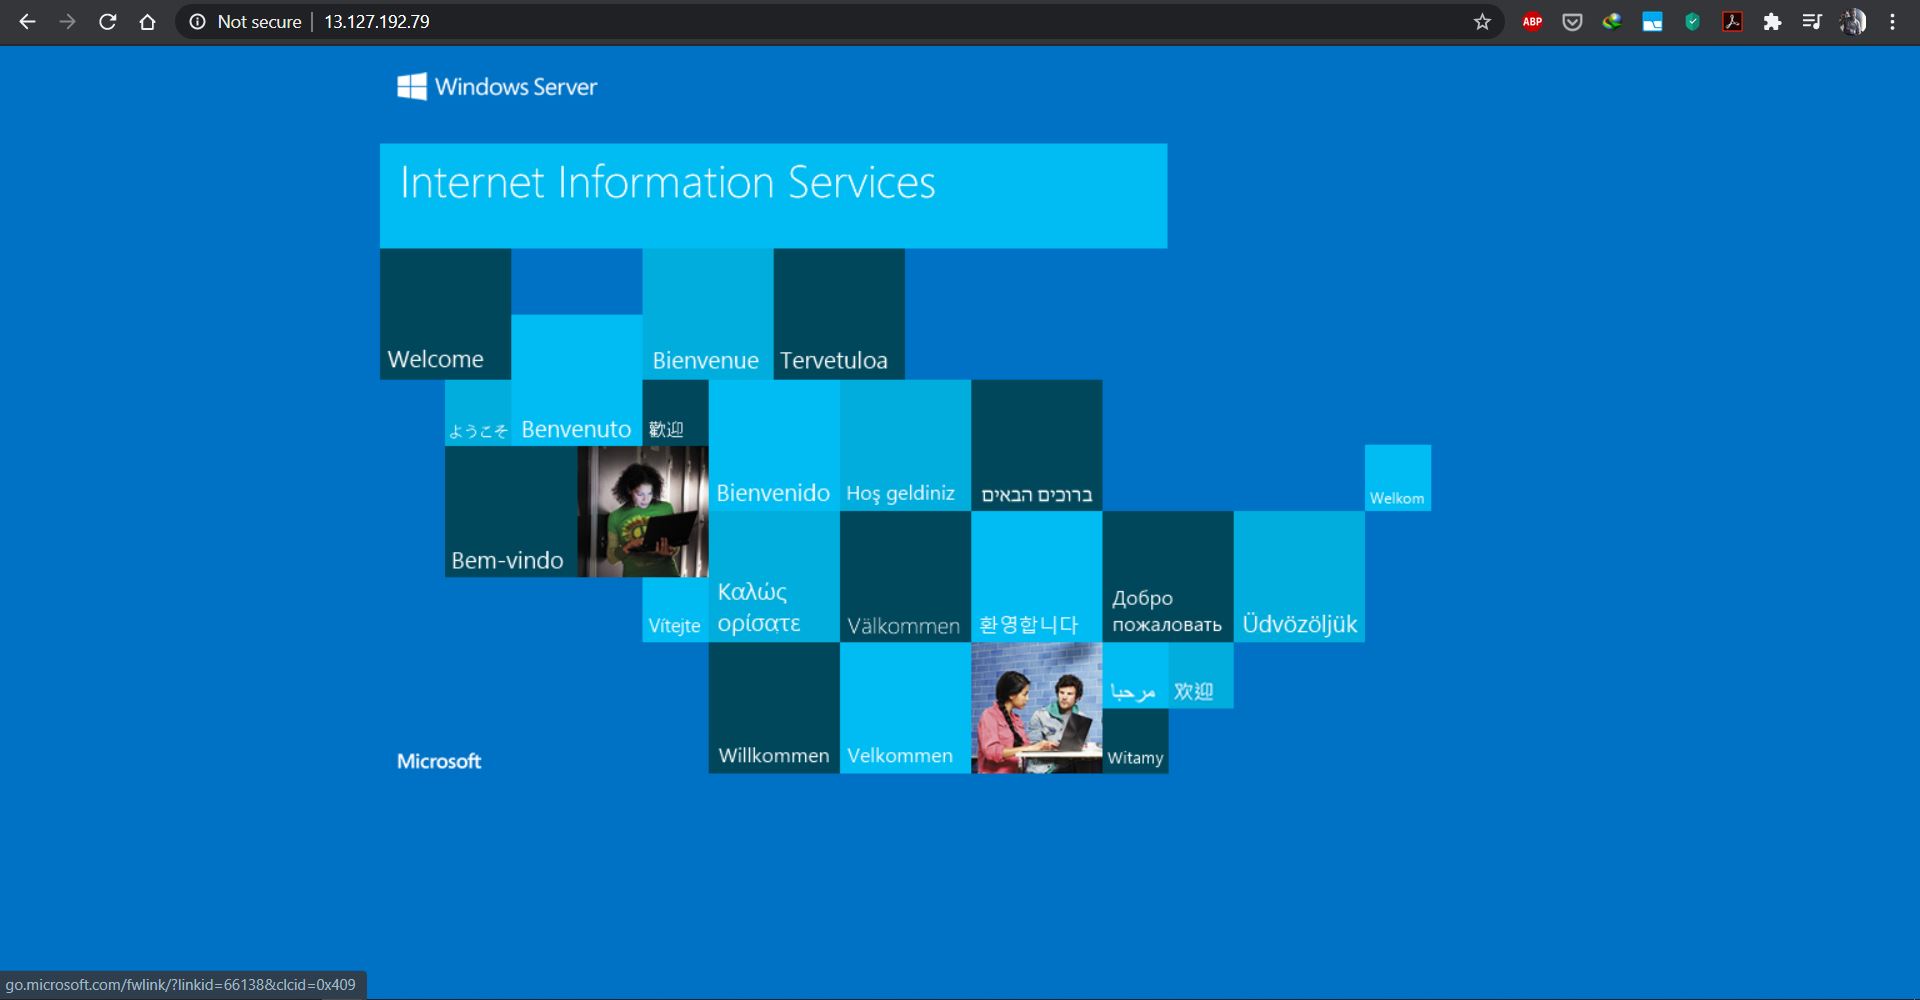 Not secure
13.127.192.79
ABP
Windows Server
Internet Information Services
Welcome
Bienvenue
Tervetuloa
ようこそ
Benvenuto
歡迎
Bienvenido
Hoş geldiniz
ברוכים הבאים
Welkom
Bem-vindo
Vítejte
Καλώς
ορίσατε
Välkommen
환영합니다
Добро
пожаловать
Üdvözöljük
Willkommen
Velkommen
مرحبا
欢迎
Witamy
Microsoft
go.microsoft.com/fwlink/?linkid=66138&clcid=0x409